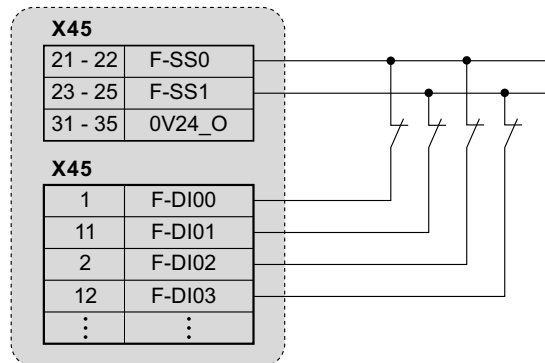 X45
21 - 22 F-SS0
23 - 25 F-SS1
31 - 35 0V24_O
X45
1 F-DI00
11 F-DI01
2 F-DI02
12 F-DI03
⋮ ⋮